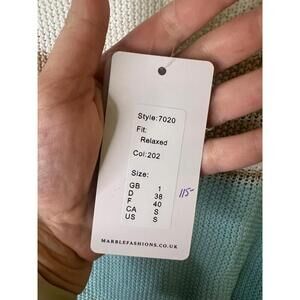 Style:7020
Fit:
Relaxed
Col:202
Size:
GB 1
D 38
F 40
CA S
US S
115-
MARBLEFASHIONS.CO.UK